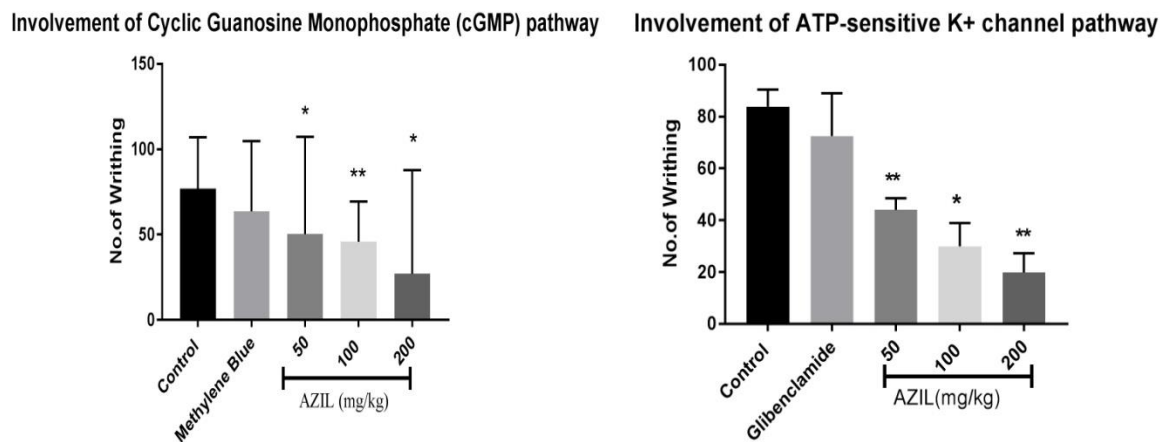 Involvement of Cyclic Guanosine Monophosphate (cGMP) pathway
150
100
50
0
No.of Writhing
*
**
*
Control
Methylene Blue
50
100
200
AZIL (mg/kg)
Involvement of ATP-sensitive K+ channel pathway
100
80
60
40
20
0
No.of Writhing
**
*
**
Control
Glibenclamide
50
100
200
AZIL(mg/kg)